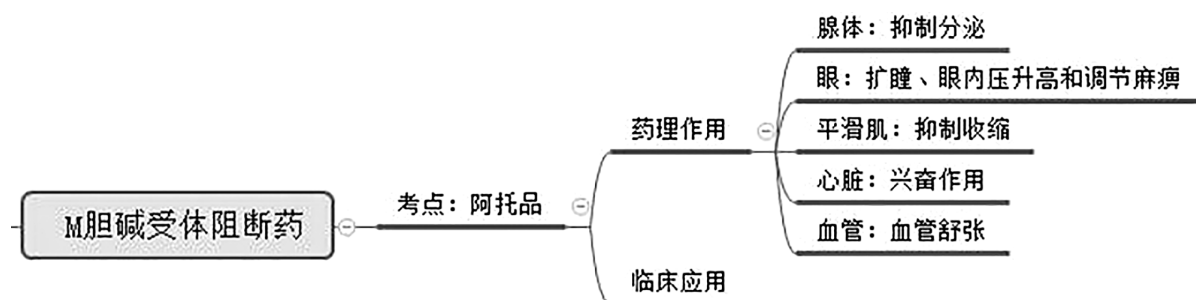 M胆碱受体阻断药
考点：阿托品
药理作用
腺体：抑制分泌
眼：扩瞳、眼内压升高和调节麻痹
平滑肌：抑制收缩
心脏：兴奋作用
血管：血管舒张
临床应用